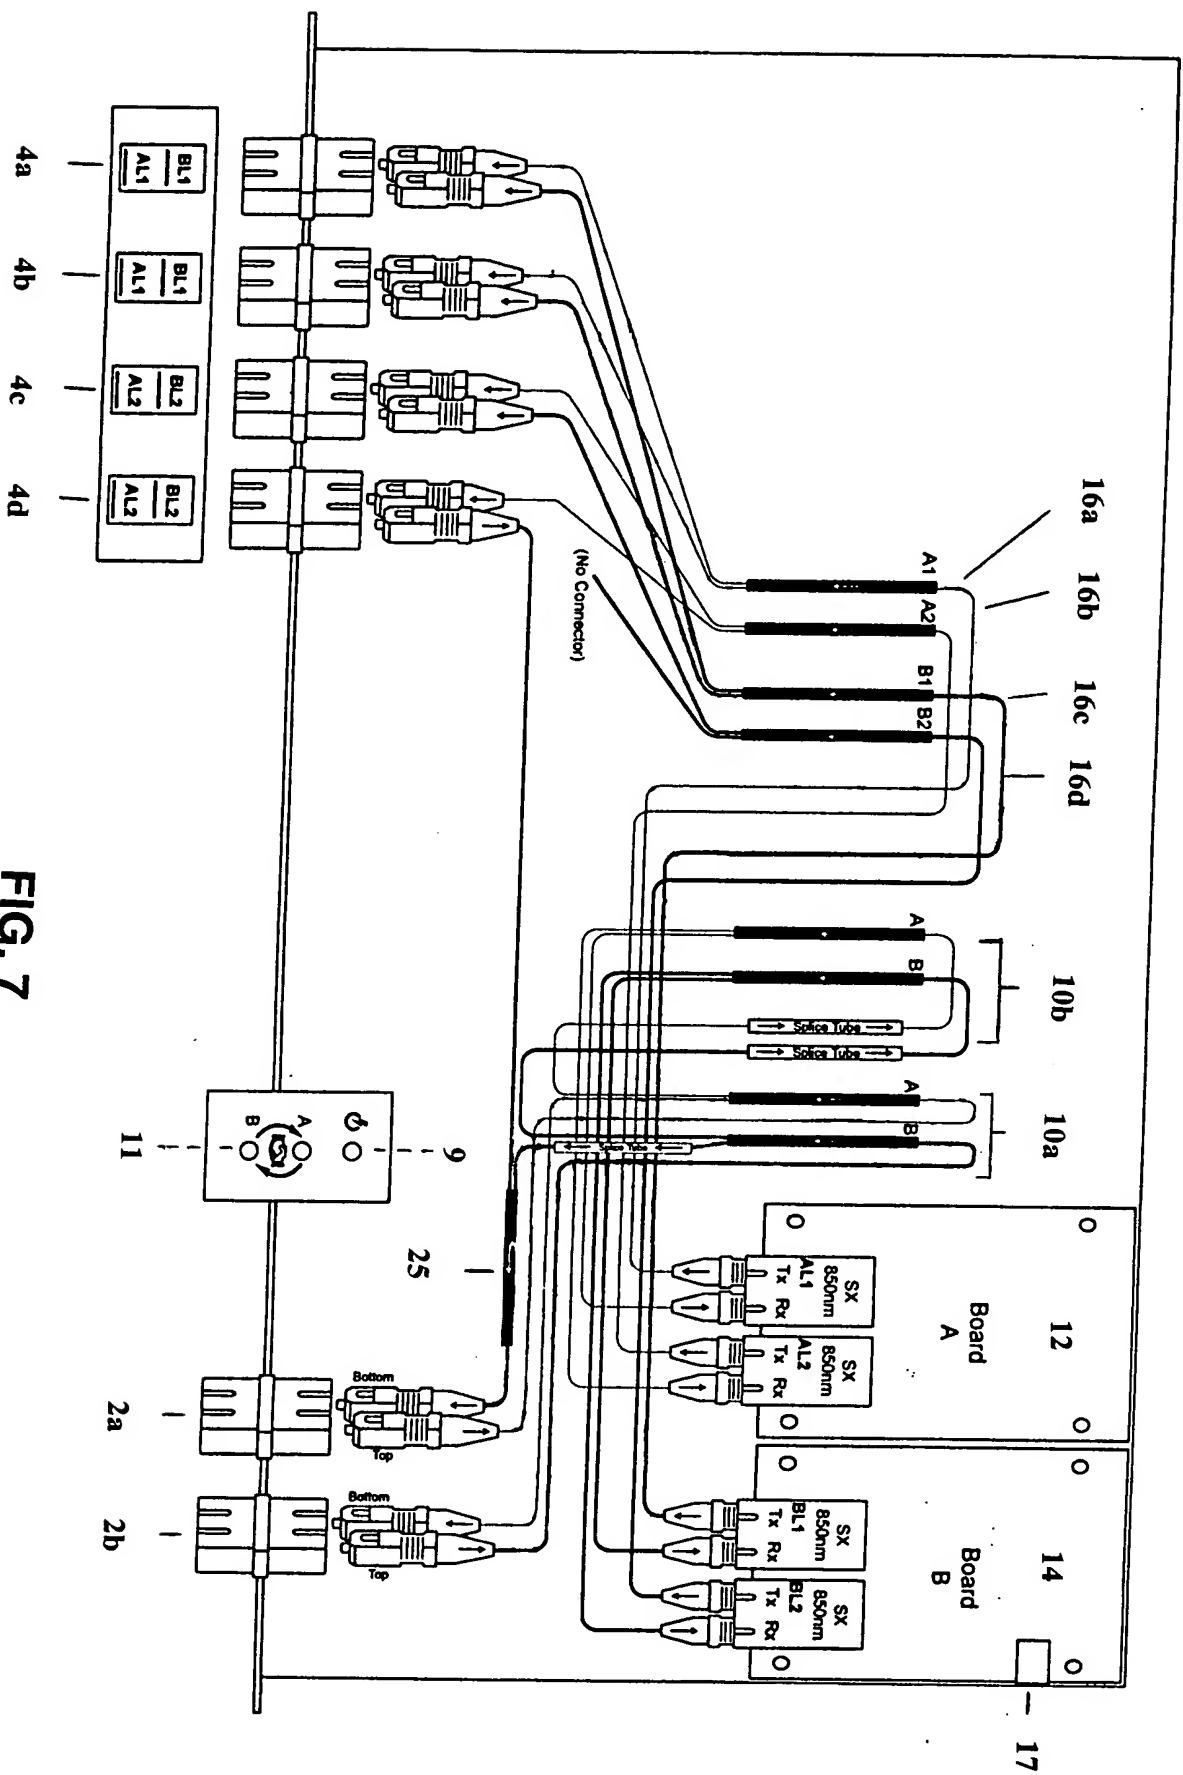 16a
16b
16c
16d
10b
10a
12
14
17
A1
A2
B1
B2
A
B
A
B
Splice Tube
Splice Tube
Splice Tube
Board
A
Board
B
SX
850nm
AL1
Tx Rx
SX
850nm
AL2
Tx Rx
SX
850nm
BL1
Tx Rx
SX
850nm
BL2
Tx Rx
(No Connector)
25
Bottom
Top
Bottom
Top
BL1
AL1
BL1
AL1
BL2
AL2
BL2
AL2
A
B
9
11
4a
4b
4c
4d
2a
2b
FIG. 7